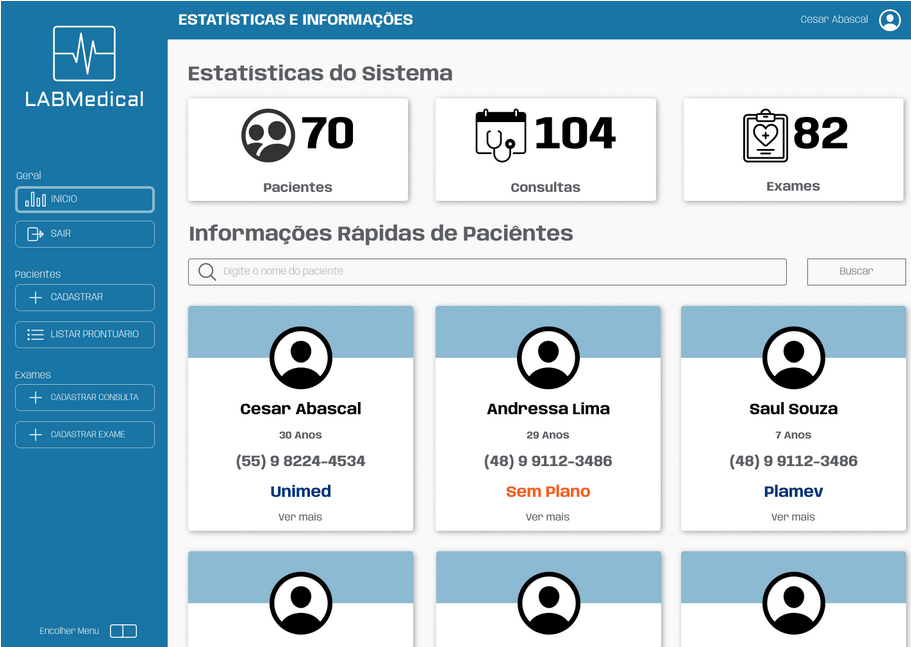 ESTATÍSTICAS E INFORMAÇÕES
Cesar Abascal
LABMedical
Geral
INICIO
SAIR
Pacientes
CADASTRAR
LISTAR PRONTUÁRIO
Exames
CADASTRAR CONSULTA
CADASTRAR EXAME
Encolher Menu
Estatísticas do Sistema
70
Pacientes
104
Consultas
82
Exames
Informações Rápidas de Paciêntes
Digite o nome do paciente
Buscar
Cesar Abascal
30 Anos
(55) 9 8224-4534
Unimed
Ver mais
Andressa Lima
29 Anos
(48) 9 9112-3486
Sem Plano
Ver mais
Saul Souza
7 Anos
(48) 9 9112-3486
Plamev
Ver mais